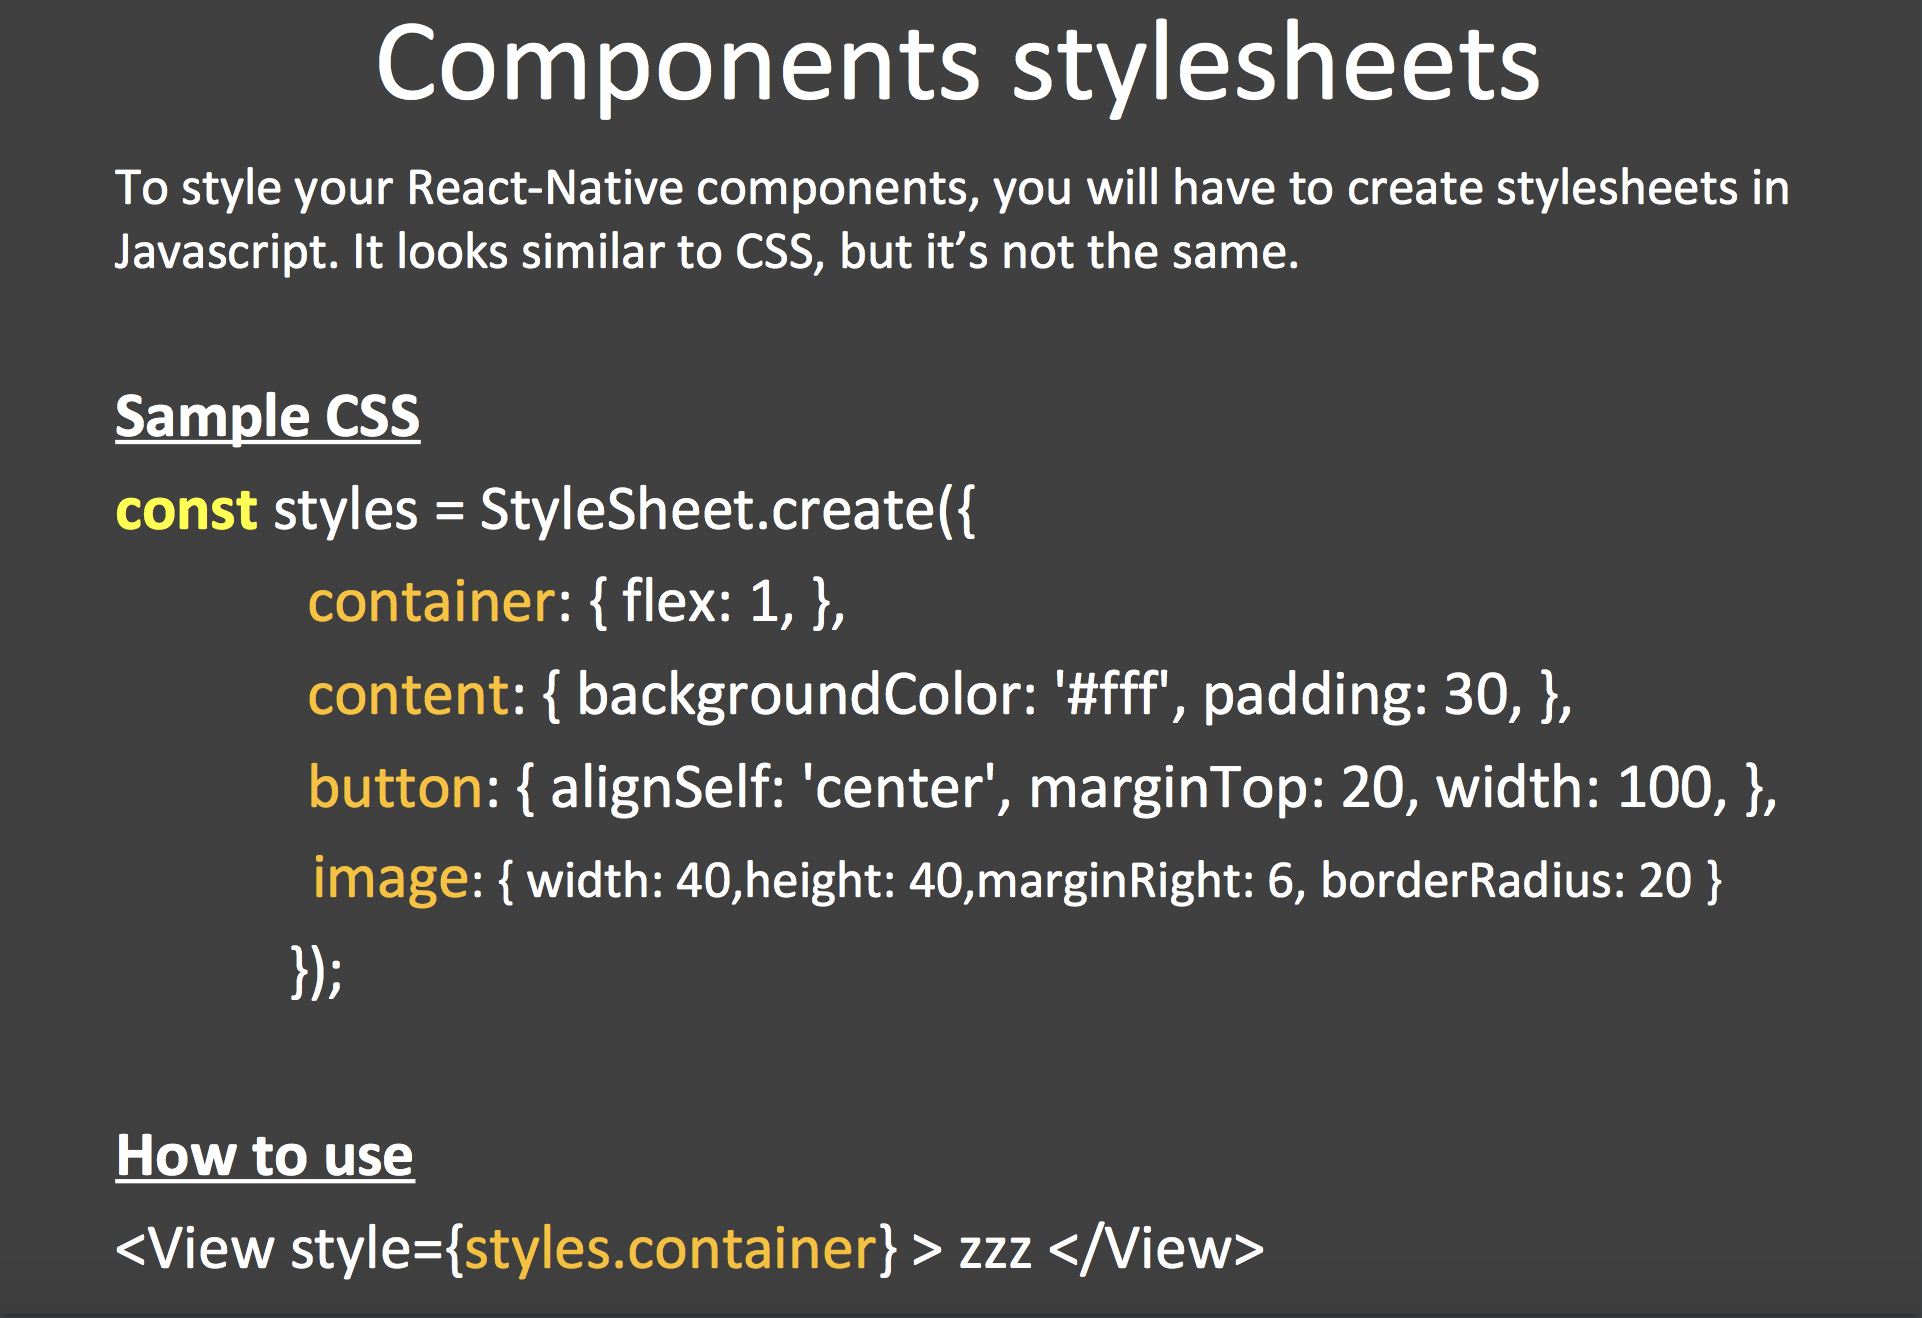 Components stylesheets
To style your React-Native components, you will have to create stylesheets in
Javascript. It looks similar to CSS, but it’s not the same.
Sample CSS
const styles = StyleSheet.create({
container: { flex: 1, },
content: { backgroundColor: '#fff', padding: 30, },
button: { alignSelf: 'center', marginTop: 20, width: 100, },
image: { width: 40,height: 40,marginRight: 6, borderRadius: 20 }
});
How to use
<View style={styles.container} > zzz </View>